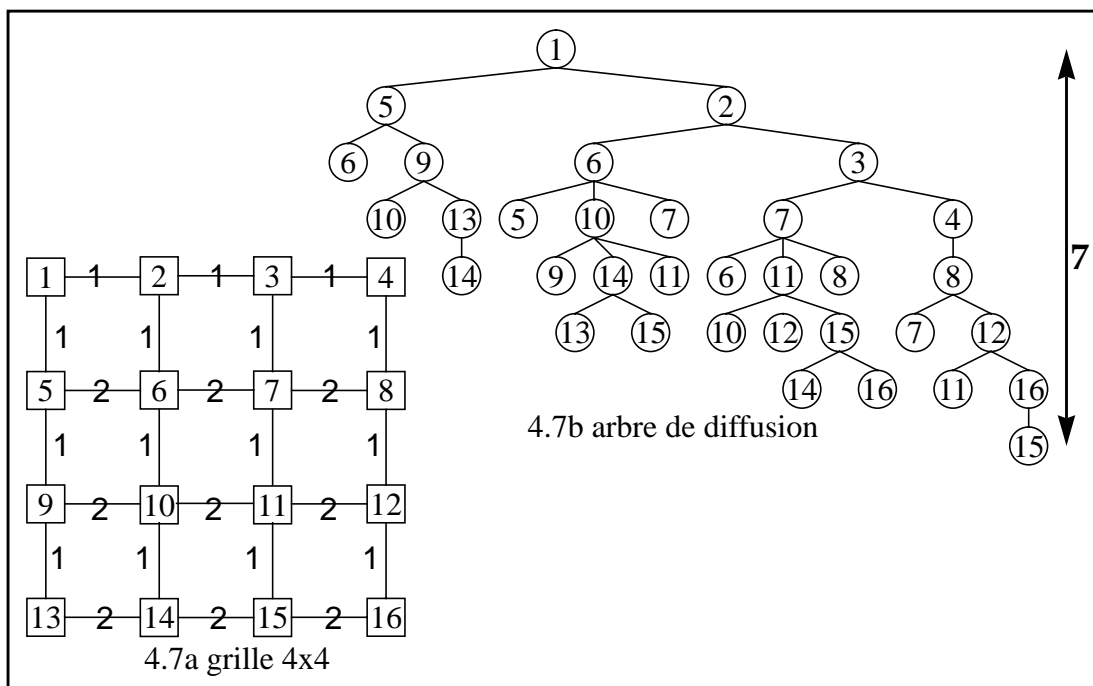 1
5 2
6 9 6 3
10 13 5 10 7 7 4
14 9 14 11 6 11 8 8
13 15 10 12 15 7 12
14 16 11 16
15
7
4.7b arbre de diffusion
1 1 2 1 3 1 4
1 1 1 1
5 2 6 2 7 2 8
1 1 1 1
9 2 10 2 11 2 12
1 1 1 1
13 2 14 2 15 2 16
4.7a grille 4x4